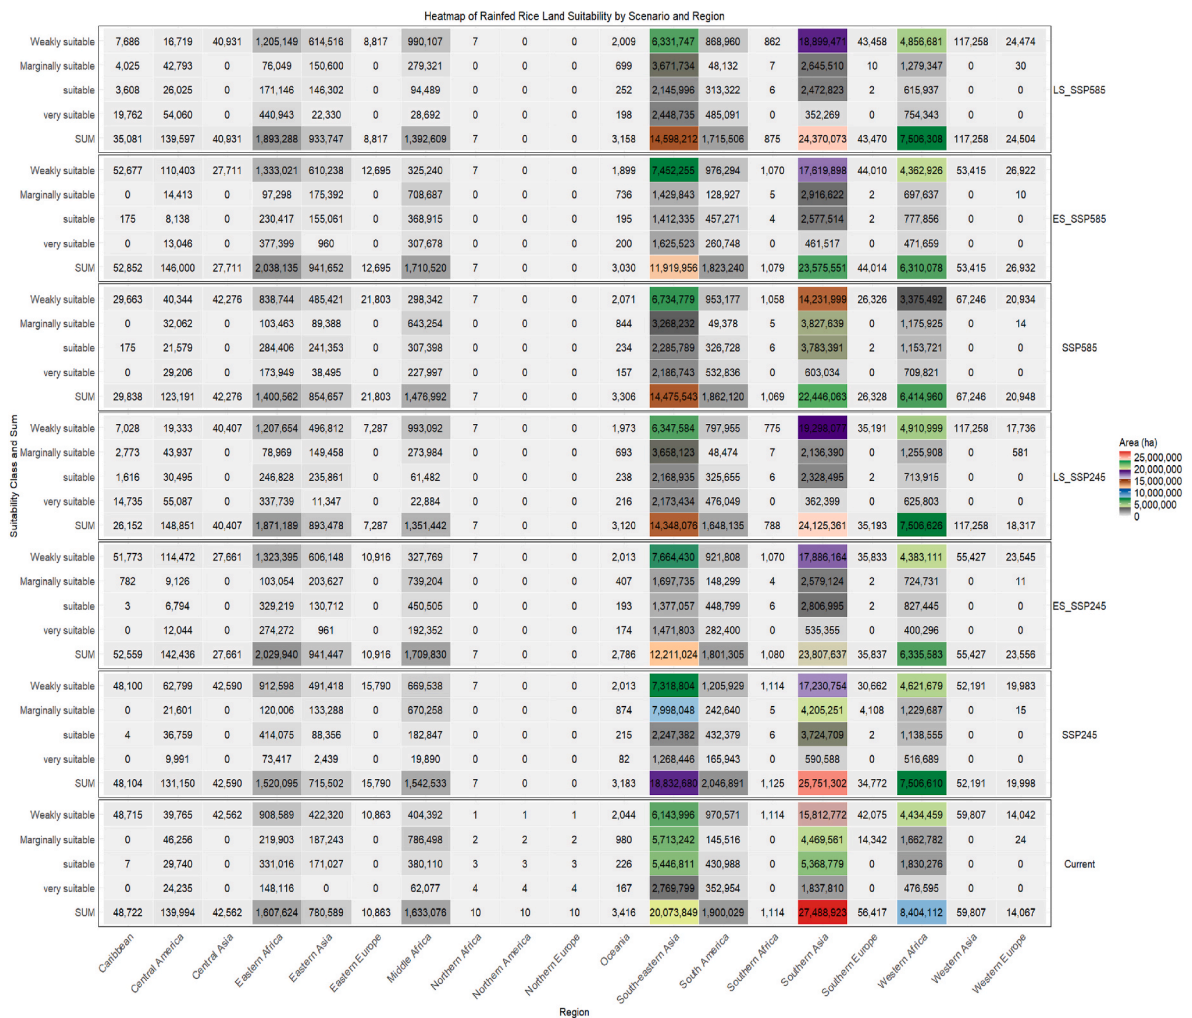 Heatmap of Rainfed Rice Land Suitability by Scenario and Region
Weakly suitable 7,686 16,719 40,931 1,205,149 614,516 8,817 990,107 7 0 0 2,009 6,331,747 868,960 862 18,899,471 43,458 4,856,681 117,258 24,474
Marginally suitable 4,025 42,793 0 76,049 150,600 0 279,321 0 0 0 699 3,671,734 48,132 7 2,645,510 10 1,279,347 0 30
suitable 3,608 26,025 0 171,146 146,302 0 94,489 0 0 0 252 2,145,996 313,322 6 2,472,823 2 615,937 0 0
LS_SSP585
very suitable 19,762 54,060 0 440,943 22,330 0 28,692 0 0 0 198 2,448,735 485,091 0 352,269 0 754,343 0 0
SUM 35,081 139,597 40,931 1,893,288 933,747 8,817 1,392,609 7 0 0 3,158 14,598,212 1,715,506 875 24,370,073 43,470 7,506,308 117,258 24,504
Weakly suitable 52,677 110,403 27,711 1,333,021 610,238 12,695 325,240 7 0 0 1,899 7,452,255 976,294 1,070 17,619,898 44,010 4,362,926 53,415 26,922
Marginally suitable 0 14,413 0 97,298 175,392 0 708,687 0 0 0 736 1,429,843 128,927 5 2,916,622 2 697,637 0 10
suitable 175 8,138 0 230,417 155,061 0 368,915 0 0 0 195 1,412,335 457,271 4 2,577,514 2 777,856 0 0
ES_SSP585
very suitable 0 13,046 0 377,399 960 0 307,678 0 0 0 200 1,625,523 260,748 0 461,517 0 471,659 0 0
SUM 52,852 146,000 27,711 2,038,135 941,652 12,695 1,710,520 7 0 0 3,030 11,919,956 1,823,240 1,079 23,575,551 44,014 6,310,078 53,415 26,932
Weakly suitable 29,663 40,344 42,276 838,744 485,421 21,803 298,342 7 0 0 2,071 6,734,779 953,177 1,058 14,231,999 26,326 3,375,492 67,246 20,934
Marginally suitable 0 32,062 0 103,463 89,388 0 643,254 0 0 0 844 3,268,232 49,378 5 3,827,639 0 1,175,925 0 14
suitable 175 21,579 0 284,406 241,353 0 307,398 0 0 0 234 2,285,789 326,728 6 3,783,391 2 1,153,721 0 0
SSP585
very suitable 0 29,206 0 173,949 38,495 0 227,997 0 0 0 157 2,186,743 532,836 0 603,034 0 709,821 0 0
SUM 29,838 123,191 42,276 1,400,562 854,657 21,803 1,476,992 7 0 0 3,306 14,475,543 1,862,120 1,069 22,446,063 26,328 6,414,960 67,246 20,948
Weakly suitable 7,028 19,333 40,407 1,207,654 496,812 7,287 993,092 7 0 0 1,973 6,347,584 797,955 775 19,298,077 35,191 4,910,999 117,258 17,736
Marginally suitable 2,773 43,937 0 78,969 149,458 0 273,984 0 0 0 693 3,658,123 48,474 7 2,136,390 0 1,255,908 0 581
suitable 1,616 30,495 0 246,828 235,861 0 61,482 0 0 0 238 2,168,935 325,655 6 2,328,495 2 713,915 0 0
LS_SSP245
very suitable 14,735 55,087 0 337,739 11,347 0 22,884 0 0 0 216 2,173,434 476,049 0 362,399 0 625,803 0 0
SUM 26,152 148,851 40,407 1,871,189 893,478 7,287 1,351,442 7 0 0 3,120 14,348,076 1,648,135 788 24,125,361 35,193 7,506,626 117,258 18,317
Weakly suitable 51,773 114,472 27,661 1,323,395 606,148 10,916 327,769 7 0 0 2,013 7,664,430 921,808 1,070 17,886,164 35,833 4,383,111 55,427 23,545
Marginally suitable 782 9,126 0 103,054 203,627 0 739,204 0 0 0 407 1,697,735 148,299 4 2,579,124 2 724,731 0 11
suitable 3 6,794 0 329,219 130,712 0 450,505 0 0 0 193 1,377,057 448,799 6 2,806,995 2 827,445 0 0
ES_SSP245
very suitable 0 12,044 0 274,272 961 0 192,352 0 0 0 174 1,471,803 282,400 0 535,355 0 400,296 0 0
SUM 52,559 142,436 27,661 2,029,940 941,447 10,916 1,709,830 7 0 0 2,786 12,211,024 1,801,305 1,080 23,807,637 35,837 6,335,583 55,427 23,556
Weakly suitable 48,100 62,799 42,590 912,598 491,418 15,790 669,538 7 0 0 2,013 7,318,804 1,205,929 1,114 17,230,754 30,662 4,621,679 52,191 19,983
Marginally suitable 0 21,601 0 120,006 133,288 0 670,258 0 0 0 874 7,998,048 242,640 5 4,205,251 4,108 1,229,687 0 15
suitable 4 36,759 0 414,075 88,356 0 182,847 0 0 0 215 2,247,382 432,379 6 3,724,709 2 1,138,555 0 0
SSP245
very suitable 0 9,991 0 73,417 2,439 0 19,890 0 0 0 82 1,268,446 165,943 0 590,588 0 516,689 0 0
SUM 48,104 131,150 42,590 1,520,095 715,502 15,790 1,542,533 7 0 0 3,183 18,832,680 2,046,891 1,125 25,751,302 34,772 7,506,610 52,191 19,998
Weakly suitable 48,715 39,765 42,562 908,589 422,320 10,863 404,392 1 1 1 2,044 6,143,996 970,571 1,114 15,812,772 42,075 4,434,459 59,807 14,042
Marginally suitable 0 46,256 0 219,903 187,243 0 786,498 2 2 2 980 5,713,242 145,516 0 4,469,561 14,342 1,662,782 0 24
suitable 7 29,740 0 331,016 171,027 0 380,110 3 3 3 226 5,446,811 430,988 0 5,368,779 0 1,830,276 0 0
Current
very suitable 0 24,235 0 148,116 0 0 62,077 4 4 4 167 2,769,799 352,954 0 1,837,810 0 476,595 0 0
SUM 48,722 139,994 42,562 1,607,624 780,589 10,863 1,633,076 10 10 10 3,416 20,073,849 1,900,029 1,114 27,488,923 56,417 8,404,112 59,807 14,067
Caribbean Central America Central Asia Eastern Africa Eastern Asia Eastern Europe Middle Africa Northern Africa Northern America Northern Europe Oceania South-eastern Asia South America Southern Africa Southern Asia Southern Europe Western Africa Western Asia Western Europe
Region
Suitability Class and Sum
Area (ha)
25,000,000
20,000,000
15,000,000
10,000,000
5,000,000
0